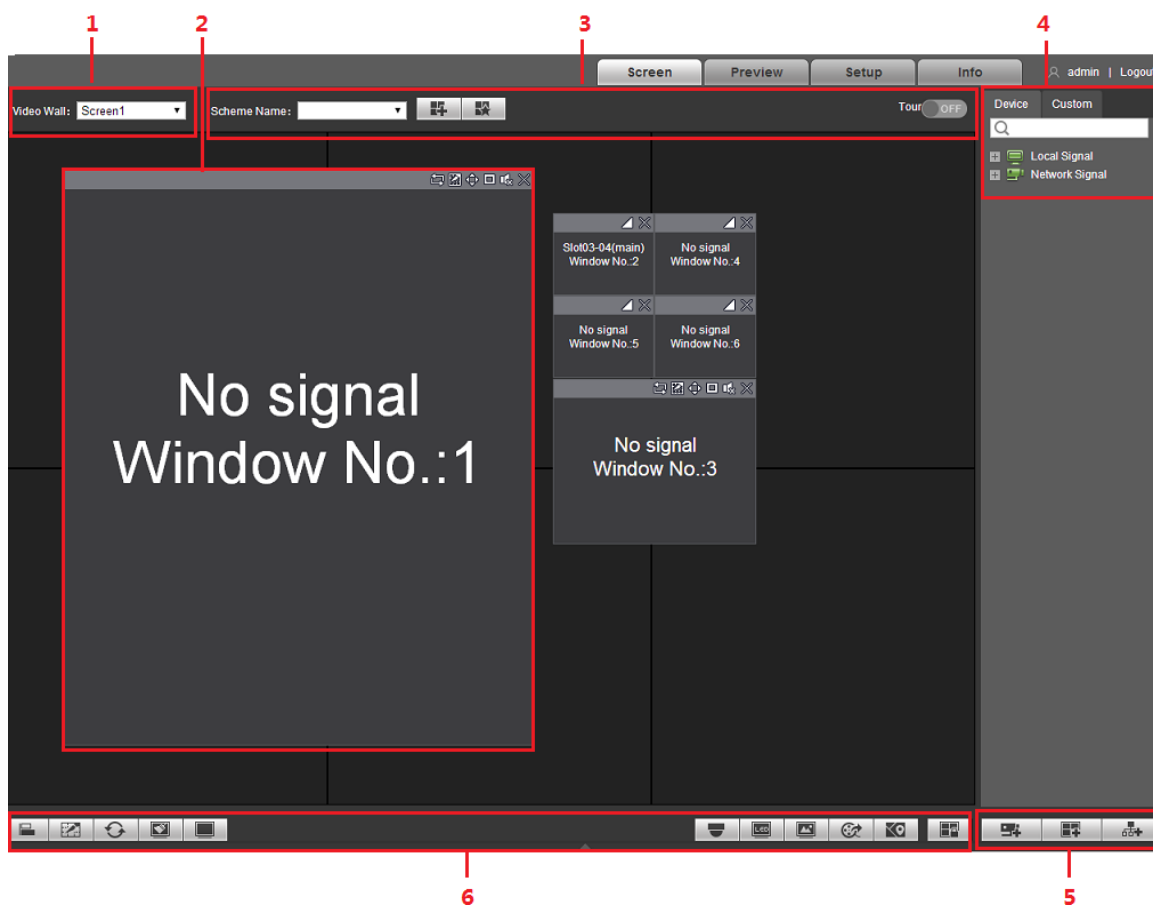 1 2 3 4
Screen Preview Setup Info admin | Logout
Video Wall: Screen1 Scheme Name: Tour OFF Device Custom
Local Signal
Network Signal
Slot03-04(main)
Window No.:2
No signal
Window No.:4
No signal
Window No.:5
No signal
Window No.:6
No signal
Window No.:1
No signal
Window No.:3
LED
6 5